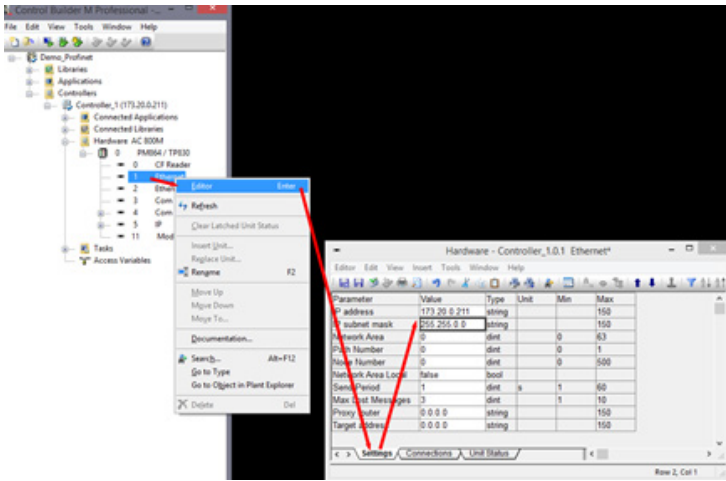 Control Builder M Professional -...
File Edit View Tools Window Help
Demo_Profinet
Libraries
Applications
Controllers
Controller_1 (173.20.0.211)
Connected Applications
Connected Libraries
Hardware AC 800M
0 PM864 / TP830
0 CF Reader
1 Ethernet
2 Ethern
3 Com
4 Com
5 IP
11 Mod
Tasks
Access Variables
Editor Enter
Refresh
Clear Latched Unit Status
Insert Unit...
Replace Unit...
Rename F2
Move Up
Move Down
Move To...
Documentation...
Search... Alt+F12
Go to Type
Go to Object in Plant Explorer
Delete Del
Hardware - Controller_1.0.1 Ethernet*
Editor Edit View Insert Tools Window Help
Parameter Value Type Unit Min Max
IP address 173.20.0.211 string 150
IP subnet mask 255.255.0.0 string 150
Network Area 0 dint 0 63
Path Number 0 dint 0 1
Node Number 0 dint 0 500
Network Area Local false bool
Send Period 1 dint s 1 60
Max Lost Messages 3 dint 1 10
Proxy router 0.0.0.0 string 150
Target address 0.0.0.0 string 150
Settings Connections Unit Status
Row 2, Col 1